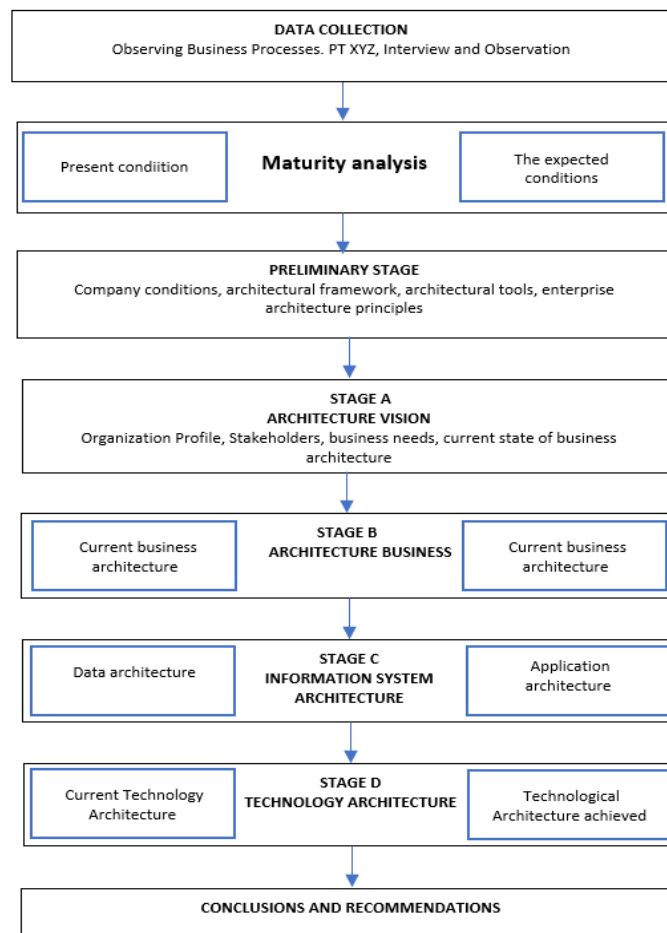 DATA COLLECTION
Observing Business Processes. PT XYZ, Interview and Observation
Present condiition
Maturity analysis
The expected
conditions
PRELIMINARY STAGE
Company conditions, architectural framework, architectural tools, enterprise
architecture principles
STAGE A
ARCHITECTURE VISION
Organization Profile, Stakeholders, business needs, current state of business
architecture
Current business
architecture
STAGE B
ARCHITECTURE BUSINESS
Current business
architecture
Data architecture
STAGE C
INFORMATION SYSTEM
ARCHITECTURE
Application
architecture
Current Technology
Architecture
STAGE D
TECHNOLOGY ARCHITECTURE
Technological
Architecture achieved
CONCLUSIONS AND RECOMMENDATIONS